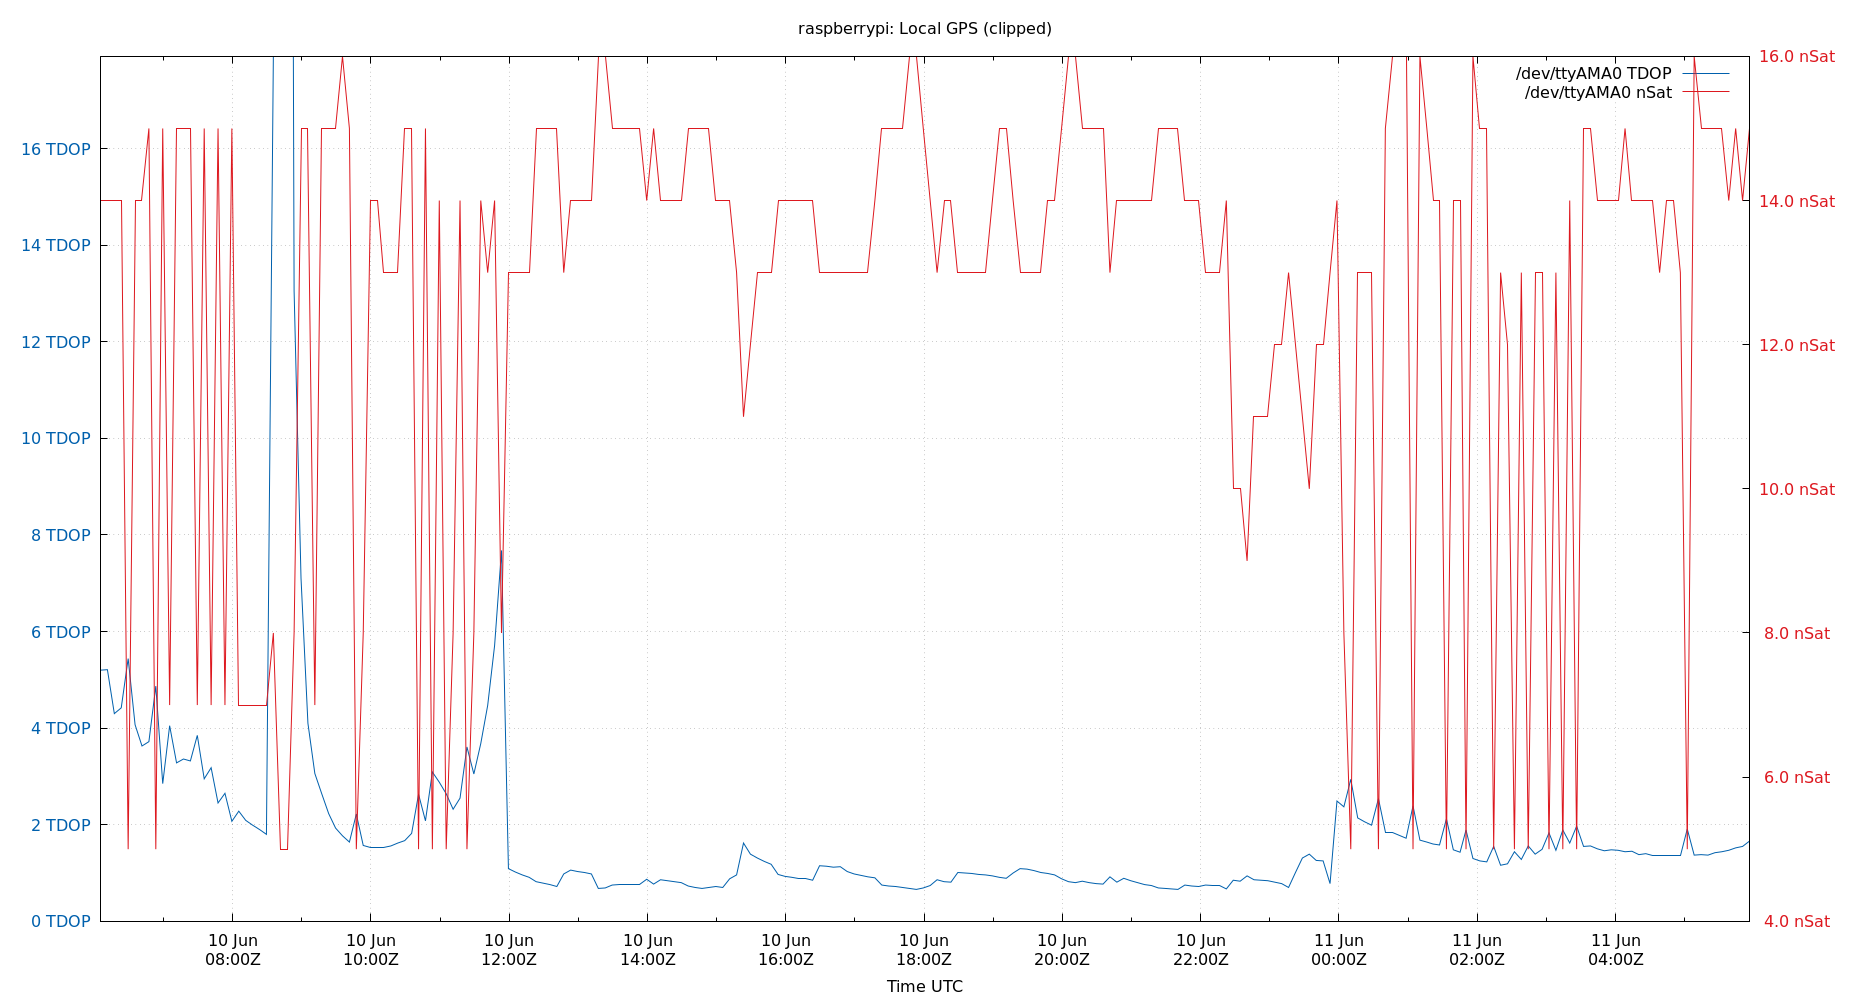 raspberrypi: Local GPS (clipped)
/dev/ttyAMA0 TDOP
/dev/ttyAMA0 nSat
16 TDOP
14 TDOP
12 TDOP
10 TDOP
8 TDOP
6 TDOP
4 TDOP
2 TDOP
0 TDOP
16.0 nSat
14.0 nSat
12.0 nSat
10.0 nSat
8.0 nSat
6.0 nSat
4.0 nSat
10 Jun
08:00Z
10 Jun
10:00Z
10 Jun
12:00Z
10 Jun
14:00Z
10 Jun
16:00Z
10 Jun
18:00Z
10 Jun
20:00Z
10 Jun
22:00Z
11 Jun
00:00Z
11 Jun
02:00Z
11 Jun
04:00Z
Time UTC